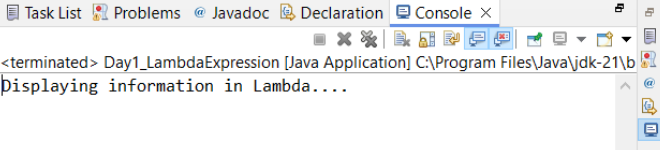 Task List Problems @ Javadoc Declaration Console
<terminated> Day1_LambdaExpression [Java Application] C:\Program Files\Java\jdk-21\b
Displaying information in Lambda....